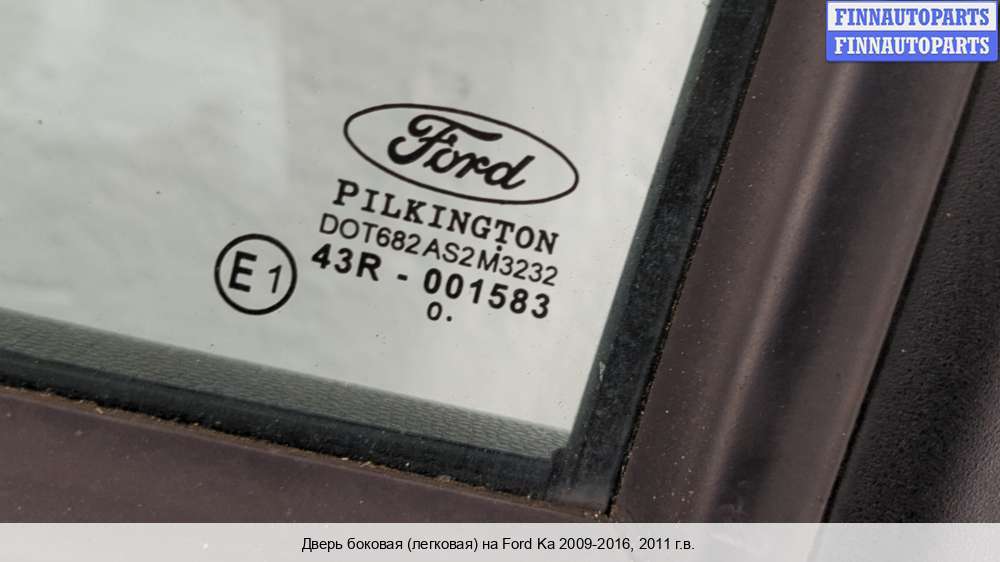 FINNAUTOPARTS
FINNAUTOPARTS
Ford
PILKINGTON
DOT682AS2M3232
E1
43R - 001583
0.
Дверь боковая (легковая) на Ford Ka 2009-2016, 2011 г.в.